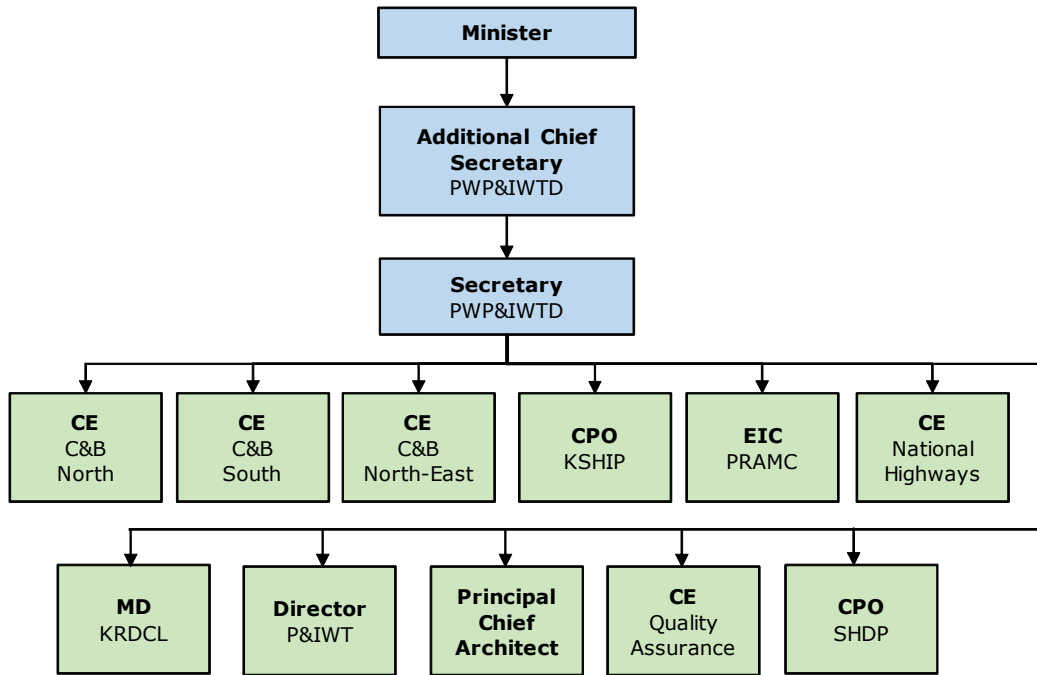 Minister
Additional Chief
Secretary
PWP&IWTD
Secretary
PWP&IWTD
CE
C&B
North
CE
C&B
South
CE
C&B
North-East
CPO
KSHIP
EIC
PRAMC
CE
National
Highways
MD
KRDCL
Director
P&IWT
Principal
Chief
Architect
CE
Quality
Assurance
CPO
SHDP